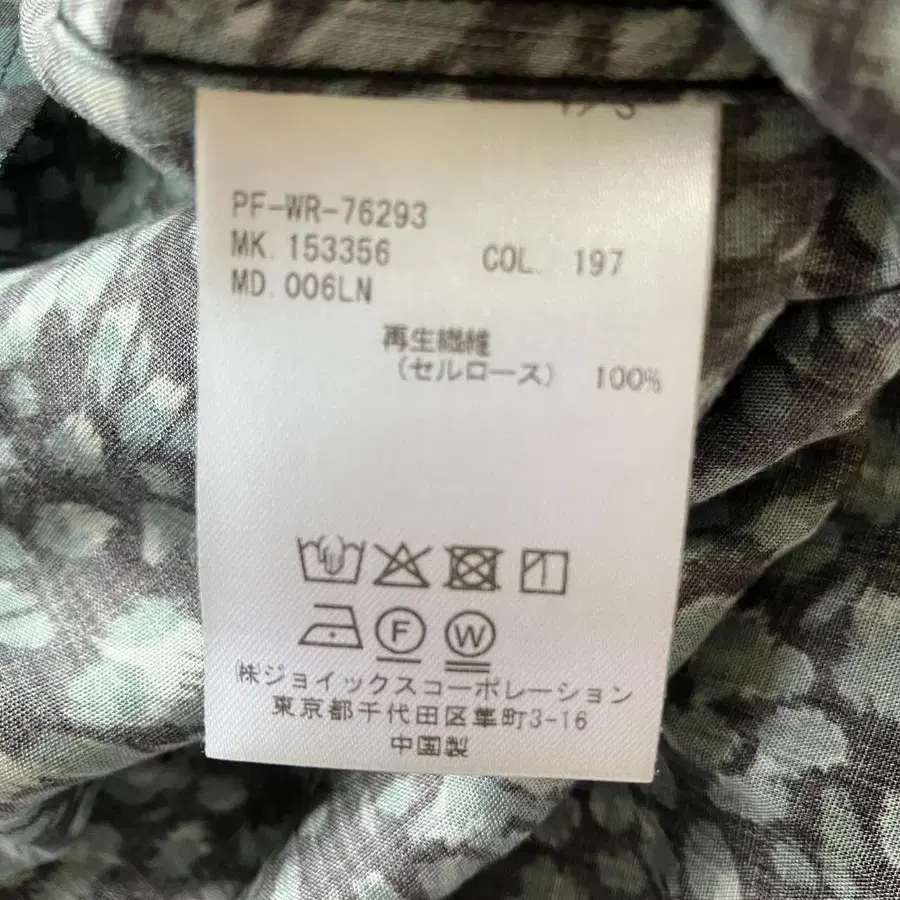 PF-WR-76293
MK. 153356 COL. 197
MD. 006LN
再生繊維
(セルロース) 100%
F W
㈱ジョイックスコーポレーション
東京都千代田区隼町3-16
中国製